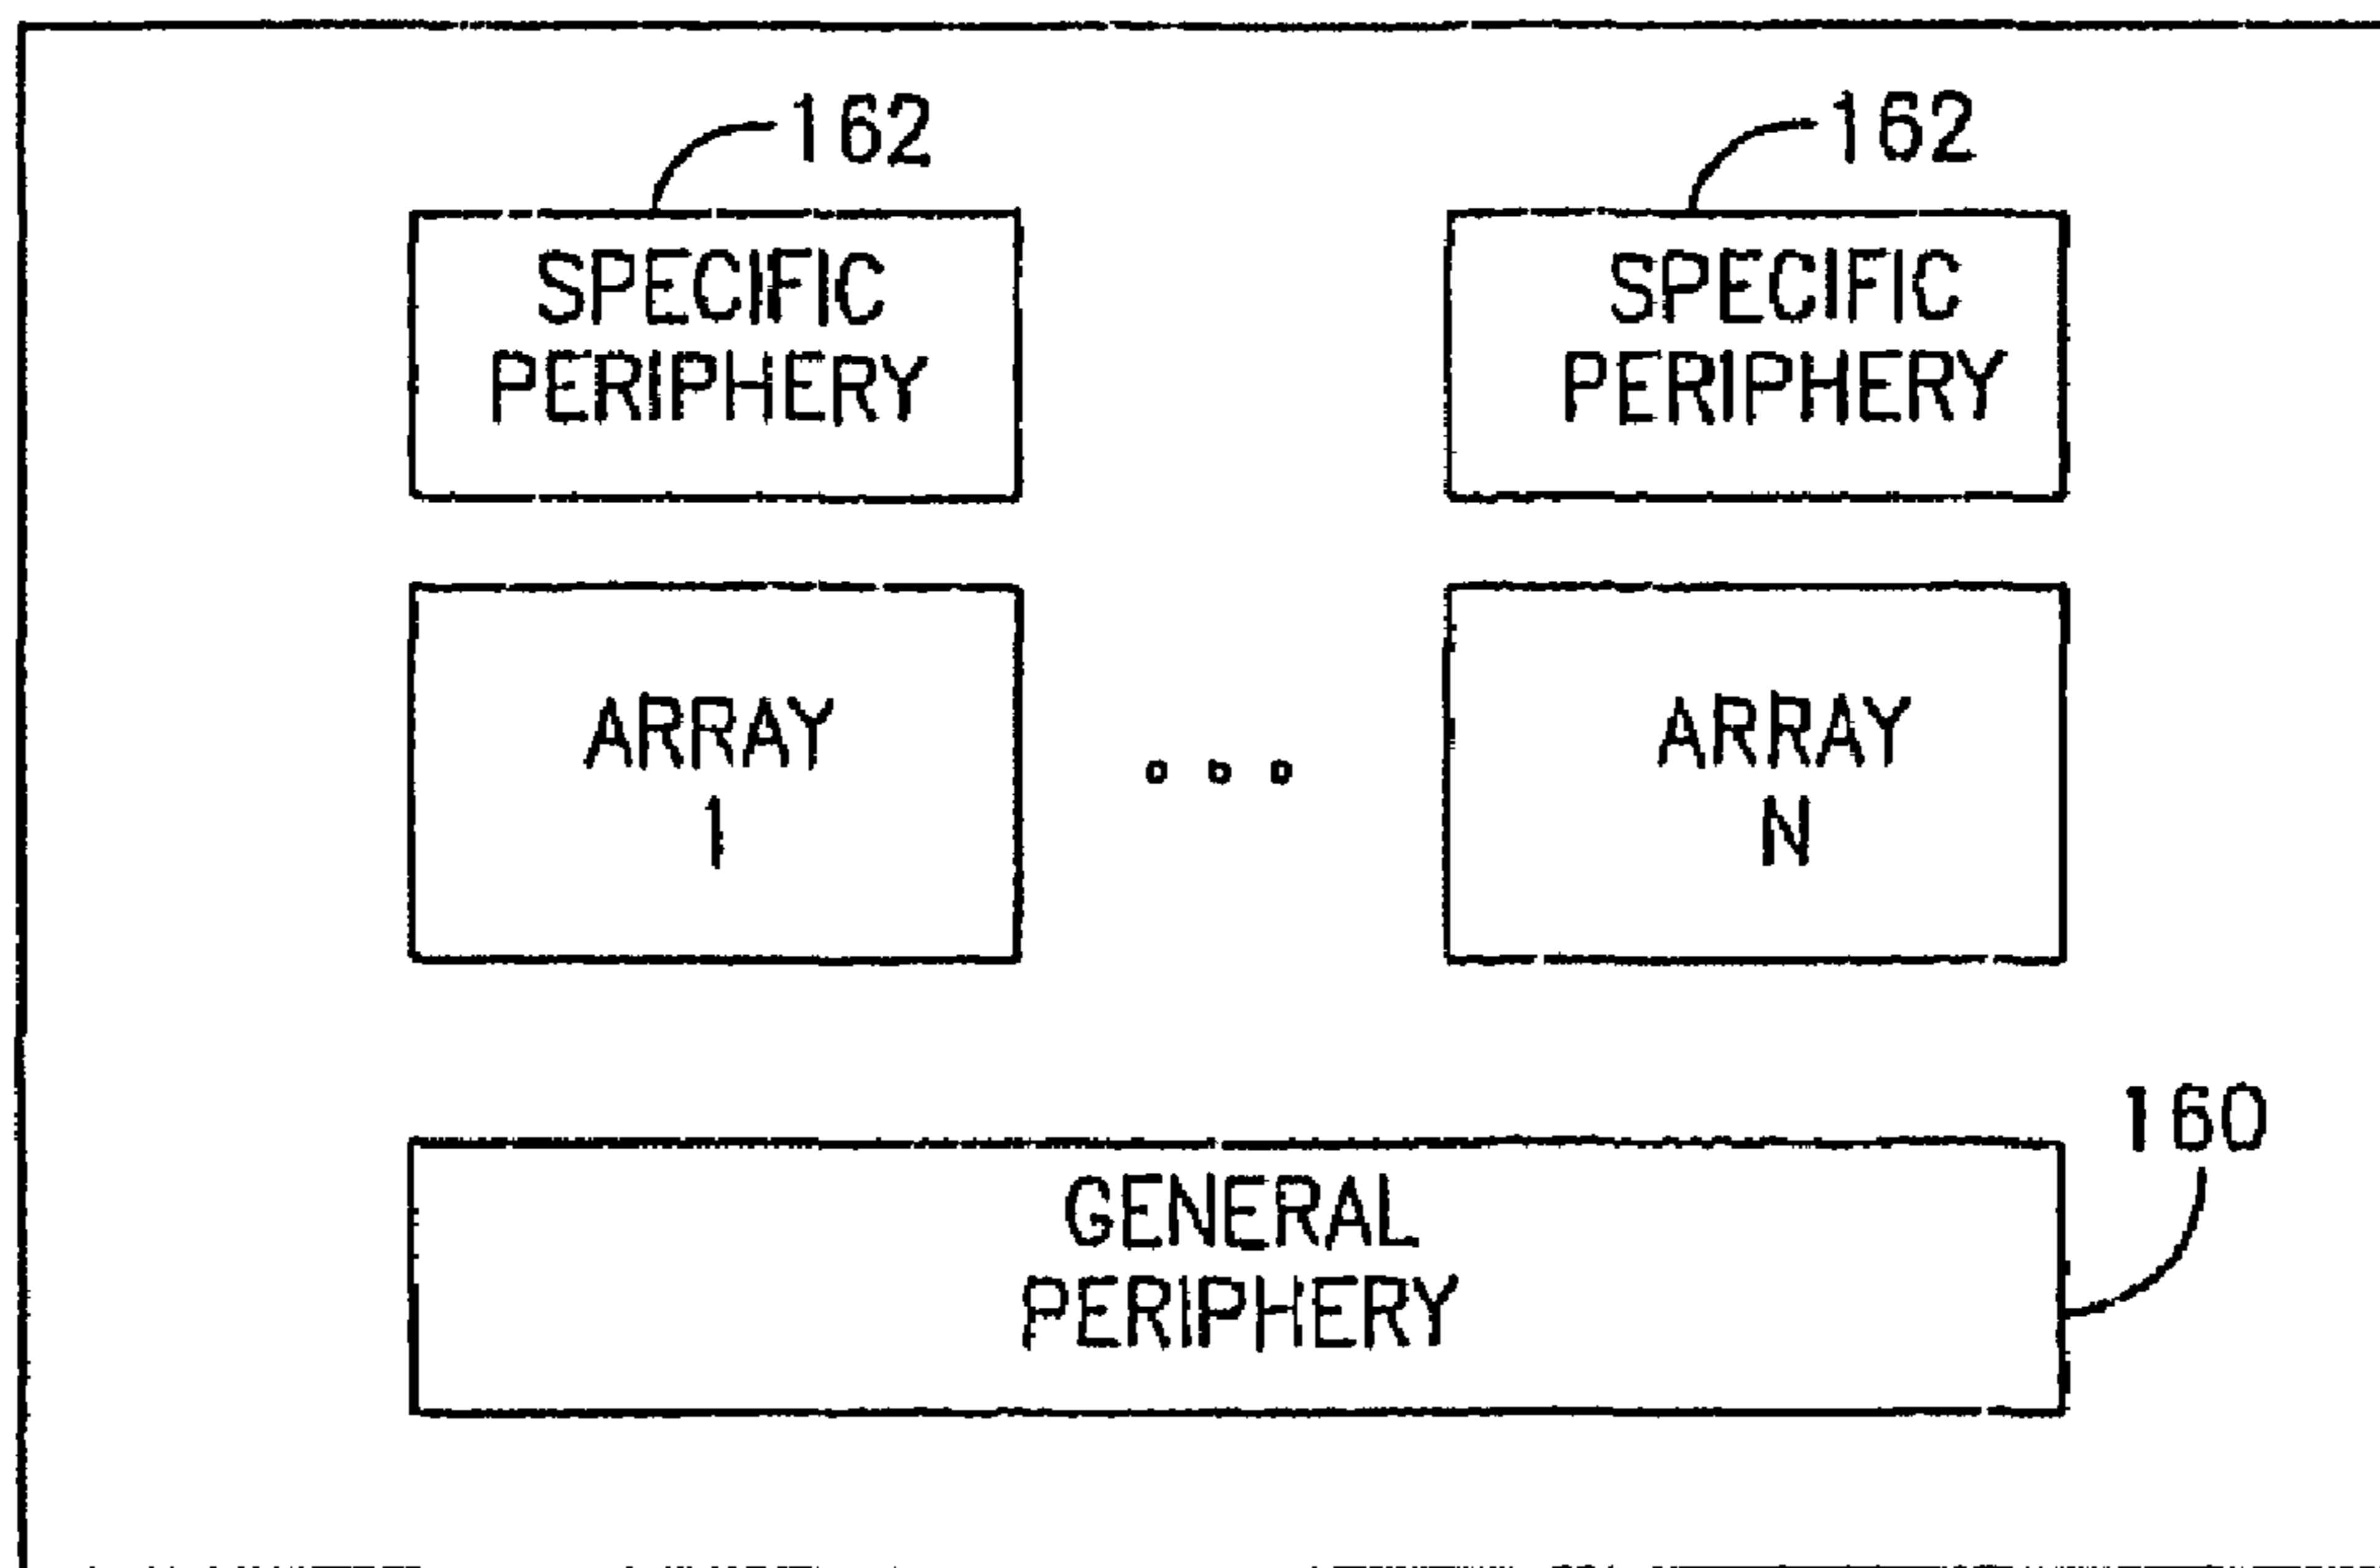 162 162
SPECIFIC
PERIPHERY
SPECIFIC
PERIPHERY
ARRAY
1
ARRAY
N
160
GENERAL
PERIPHERY